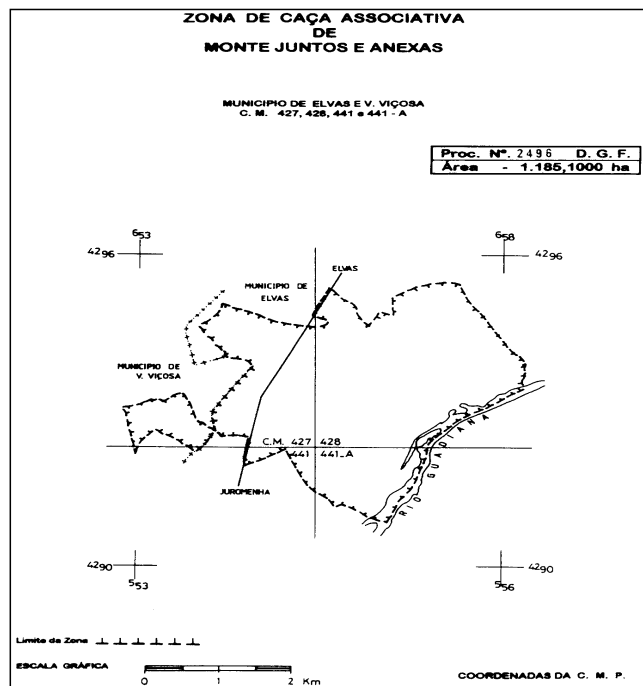 ZONA DE CAÇA ASSOCIATIVA
DE
MONTE JUNTOS E ANEXAS
MUNICIPIO DE ELVAS E V. VIÇOSA
C. M. 427, 428, 441 e 441 - A
Proc. Nº. 2496 D. G. F.
Área - 1.185,1000 ha
653
658
4296
4296
ELVAS
MUNICIPIO DE
ELVAS
MUNICIPIO DE
V. VIÇOSA
C.M. 427 428
441 441_A
JUROMENHA
RIO GUADIANA
4290
4290
553
556
Limite da Zona
ESCALA GRÁFICA
0 1 2 Km
COORDENADAS DA C. M. P.